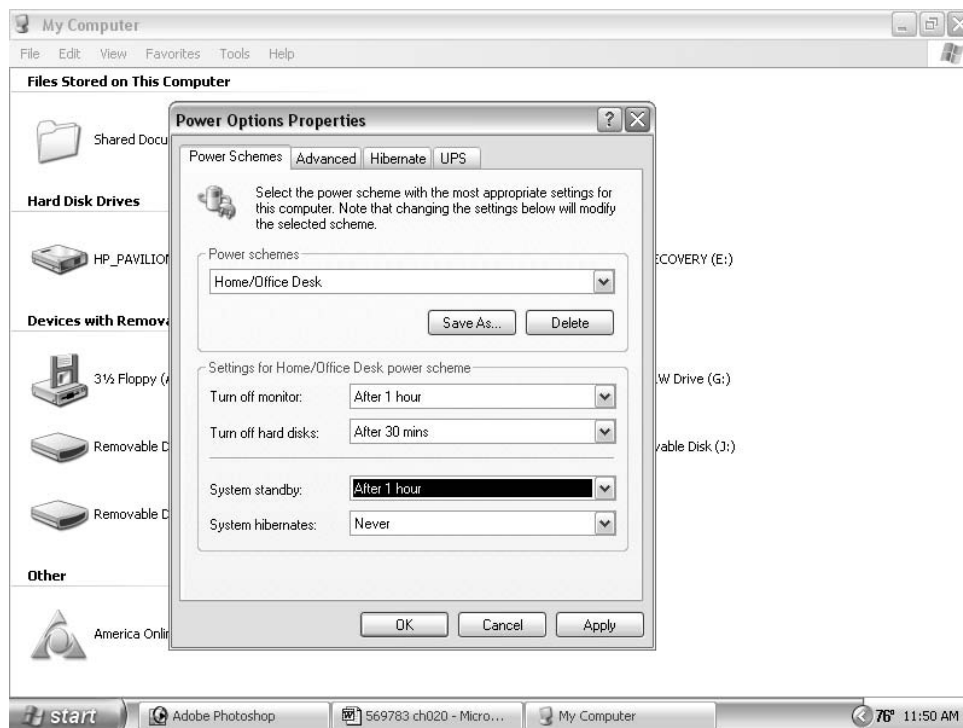 My Computer
File Edit View Favorites Tools Help
Files Stored on This Computer
Shared Docu
Hard Disk Drives
HP_PAVILION
ECOVERY (E:)
Devices with Remova
3½ Floppy (A
W Drive (G:)
Removable D
vable Disk (J:)
Removable D
Other
America Onlin
Power Options Properties
Power Schemes Advanced Hibernate UPS
Select the power scheme with the most appropriate settings for
this computer. Note that changing the settings below will modify
the selected scheme.
Power schemes
Home/Office Desk
Save As... Delete
Settings for Home/Office Desk power scheme
Turn off monitor: After 1 hour
Turn off hard disks: After 30 mins
System standby: After 1 hour
System hibernates: Never
OK Cancel Apply
start Adobe Photoshop 569783 ch020 - Micro... My Computer 76° 11:50 AM